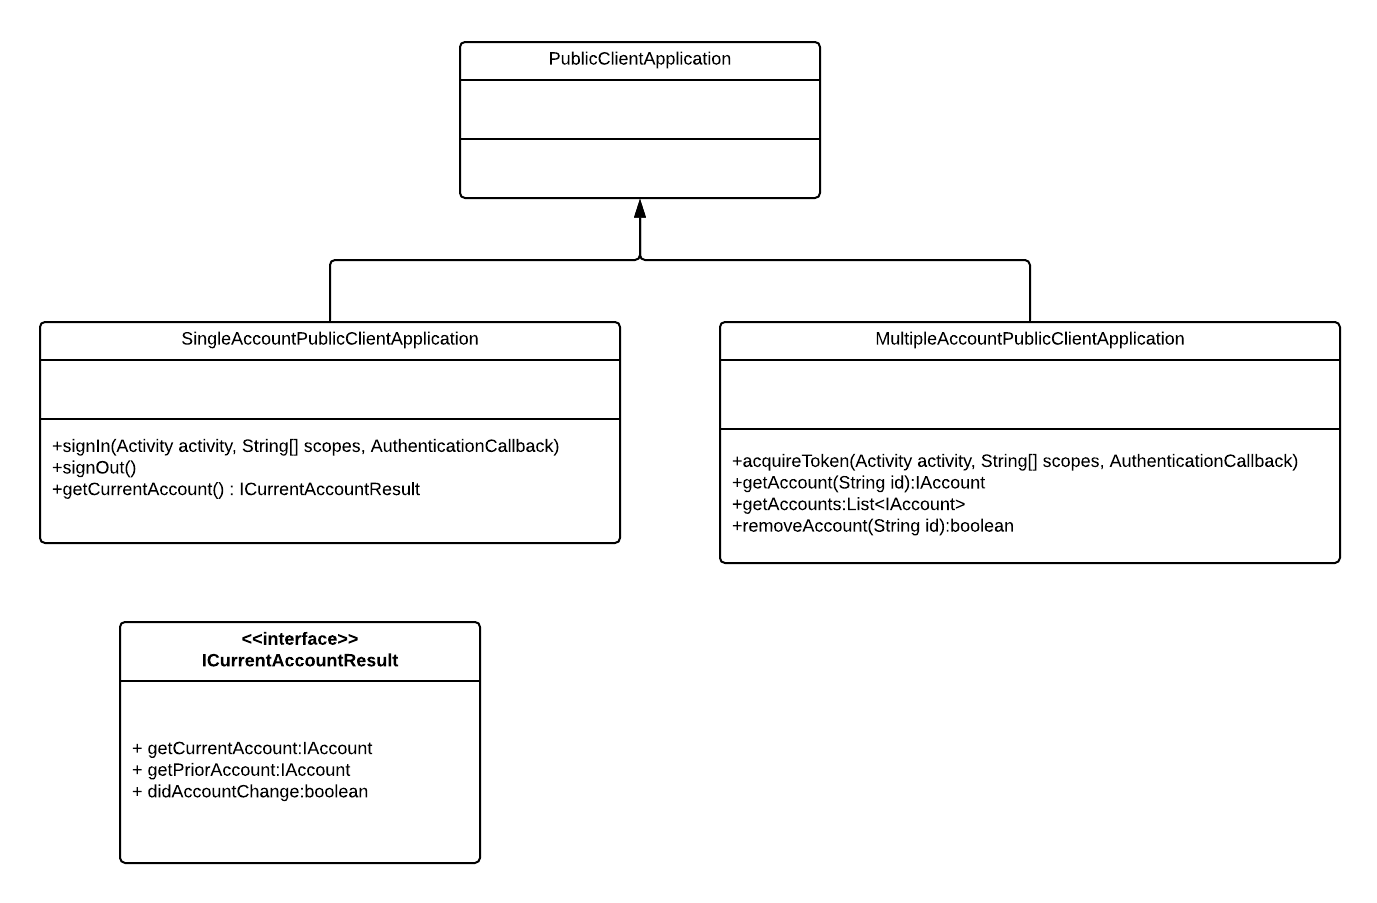 PublicClientApplication
SingleAccountPublicClientApplication
+signIn(Activity activity, String[] scopes, AuthenticationCallback)
+signOut()
+getCurrentAccount() : ICurrentAccountResult
MultipleAccountPublicClientApplication
+acquireToken(Activity activity, String[] scopes, AuthenticationCallback)
+getAccount(String id):IAccount
+getAccounts:List<IAccount>
+removeAccount(String id):boolean
<<interface>>
ICurrentAccountResult
+ getCurrentAccount:IAccount
+ getPriorAccount:IAccount
+ didAccountChange:boolean